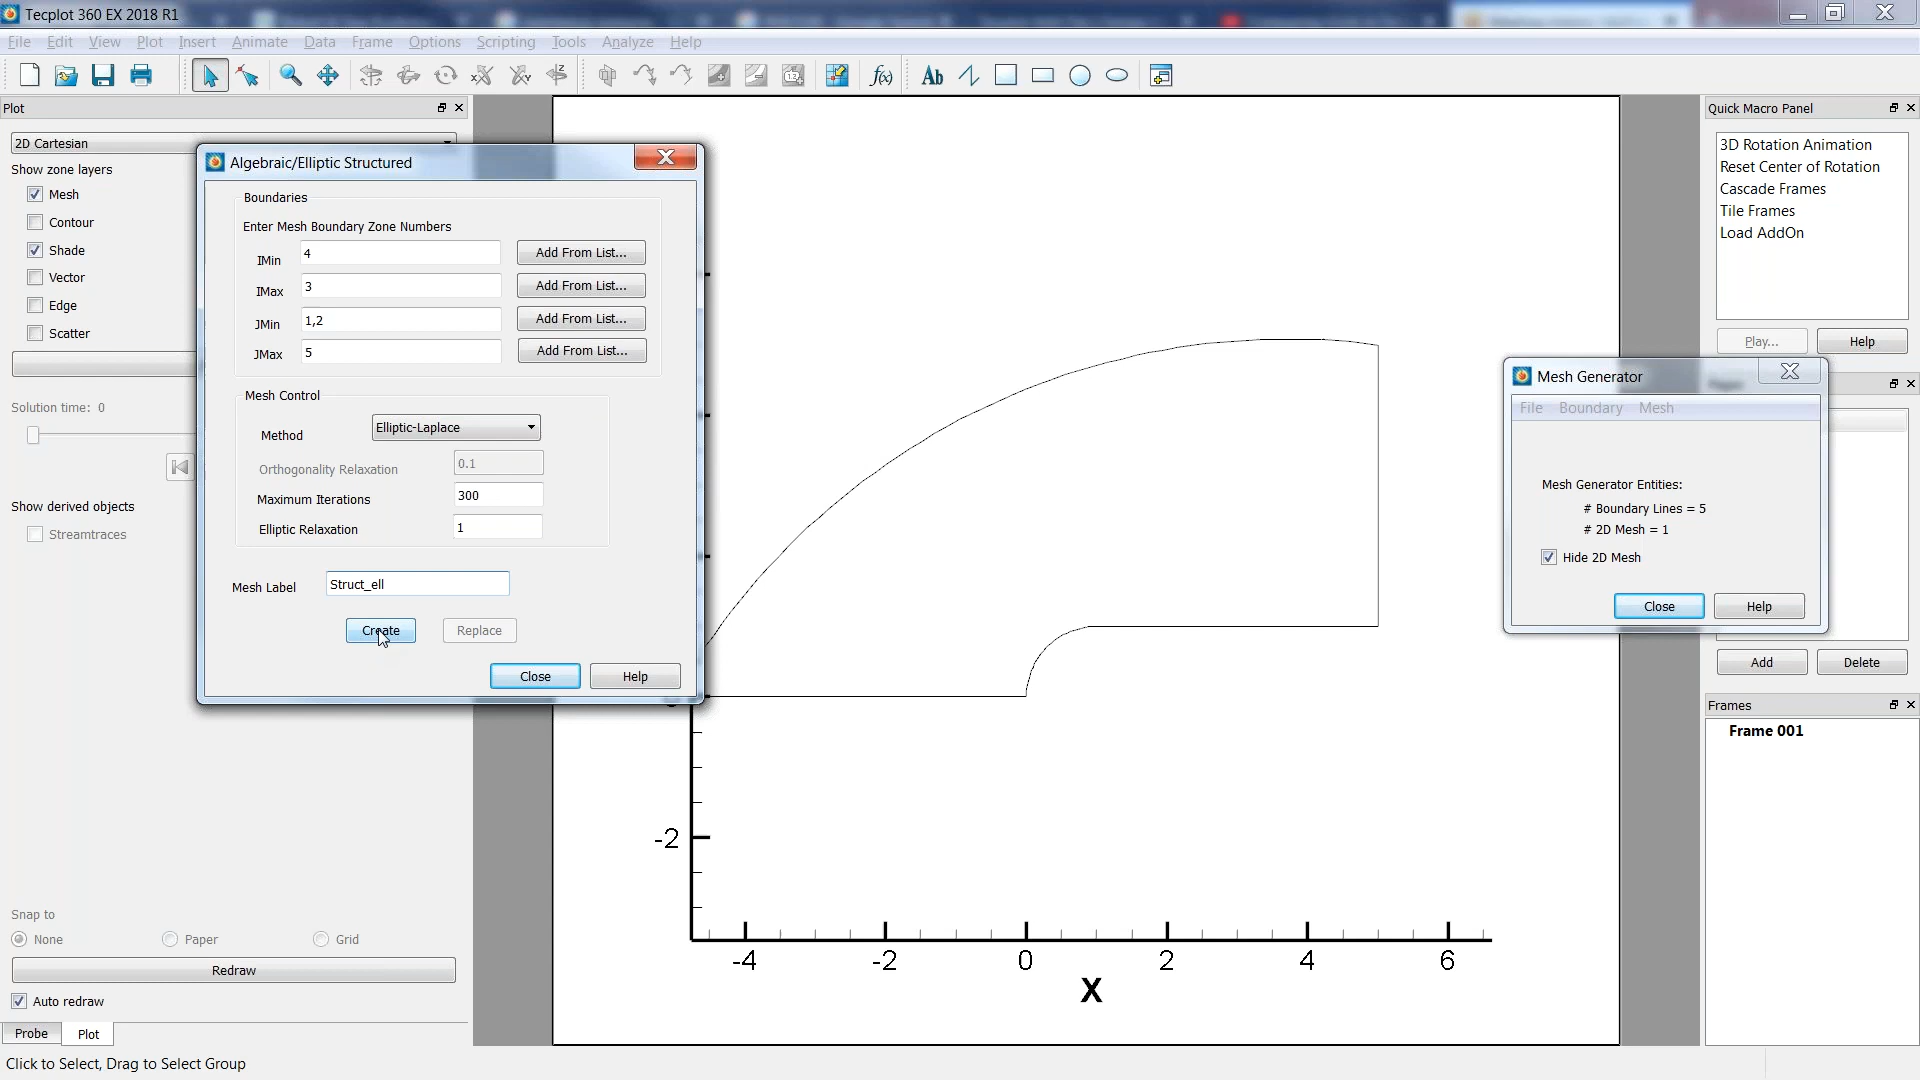 Tecplot 360 EX 2018 R1
File Edit View Plot Insert Animate Data Frame Options Scripting Tools Analyze Help
Ab
f(x)
Plot
2D Cartesian
Show zone layers
Mesh
Contour
Shade
Vector
Edge
Scatter
Solution time: 0
Show derived objects
Streamtraces
Snap to
None Paper Grid
Redraw
Auto redraw
Probe Plot
Click to Select, Drag to Select Group
Algebraic/Elliptic Structured
Boundaries
Enter Mesh Boundary Zone Numbers
IMin 4 Add From List...
IMax 3 Add From List...
JMin 1,2 Add From List...
JMax 5 Add From List...
Mesh Control
Method Elliptic-Laplace
Orthogonality Relaxation 0.1
Maximum Iterations 300
Elliptic Relaxation 1
Mesh Label Struct_ell
Create Replace
Close Help
-2
-4 -2 0 2 4 6
X
Quick Macro Panel
3D Rotation Animation
Reset Center of Rotation
Cascade Frames
Tile Frames
Load AddOn
Play... Help
Mesh Generator
File Boundary Mesh
Mesh Generator Entities:
# Boundary Lines = 5
# 2D Mesh = 1
Hide 2D Mesh
Close Help
Add Delete
Frames
Frame 001